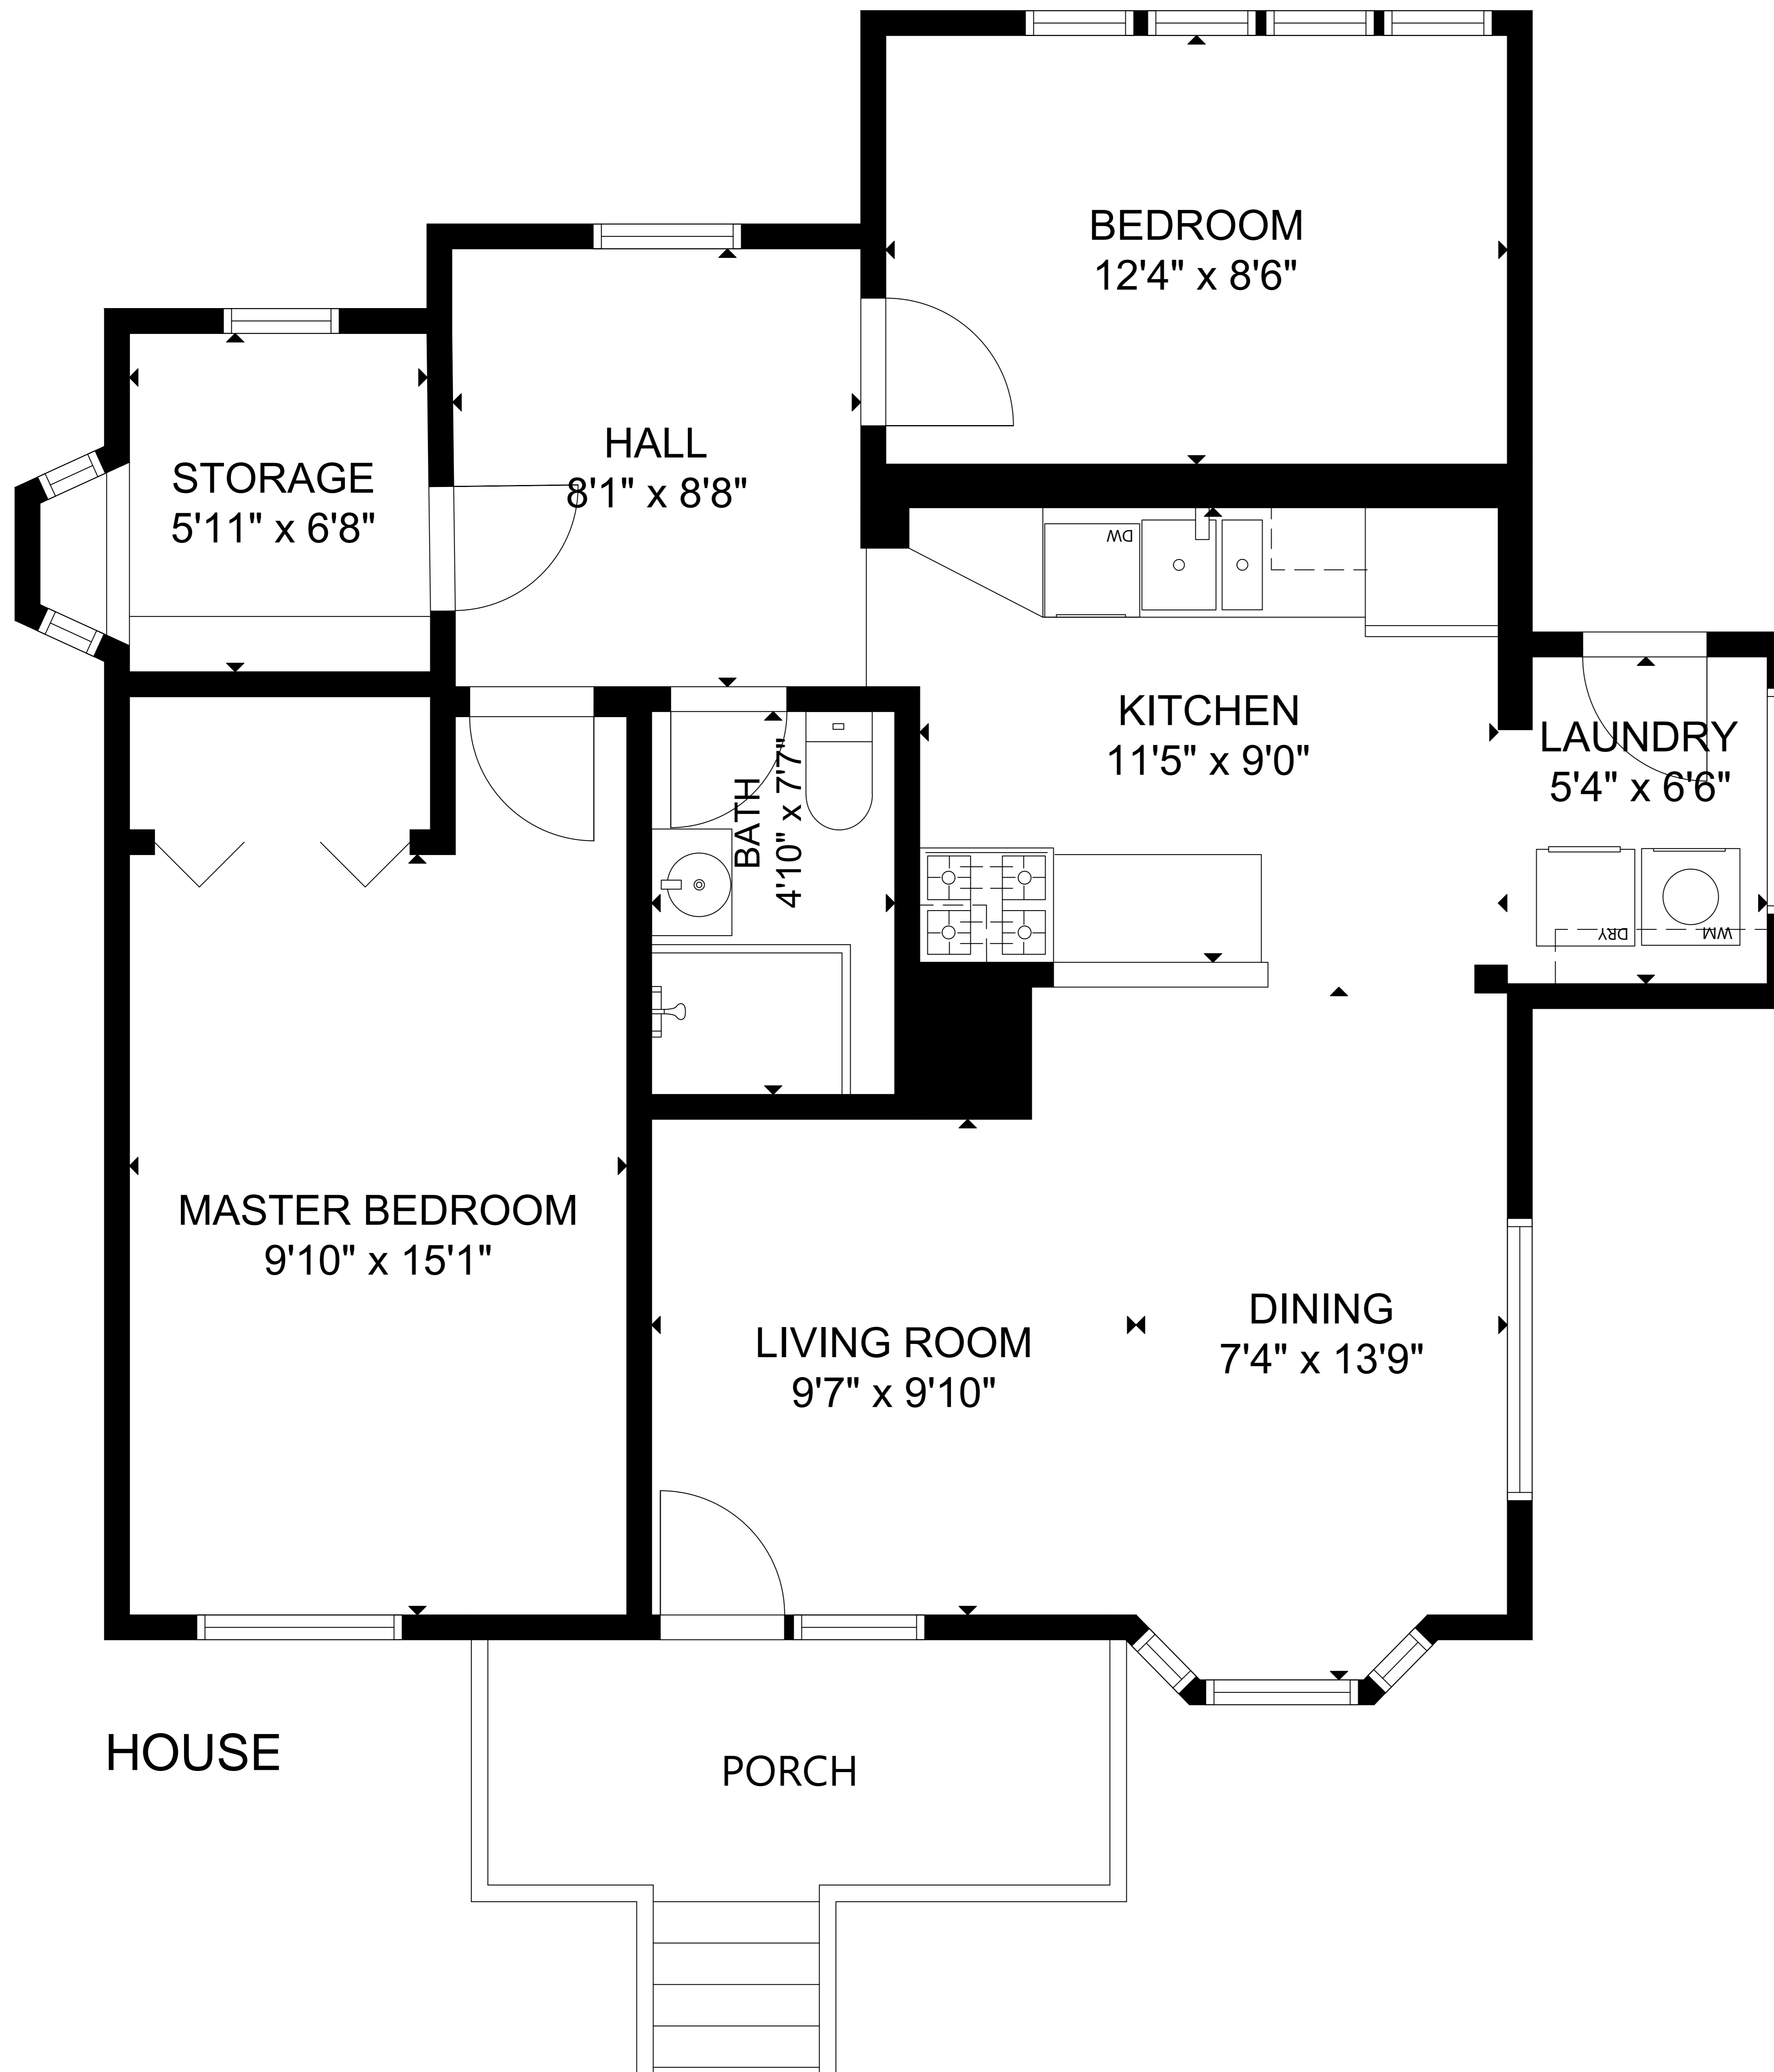 BEDROOM
12'4" x 8'6"
HALL
8'1" x 8'8"
STORAGE
5'11" x 6'8"
DW
KITCHEN
11'5" x 9'0"
LAUNDRY
5'4" x 6'6"
BATH
4'10" x 7'7"
DRY
WM
MASTER BEDROOM
9'10" x 15'1"
LIVING ROOM
9'7" x 9'10"
DINING
7'4" x 13'9"
HOUSE
PORCH